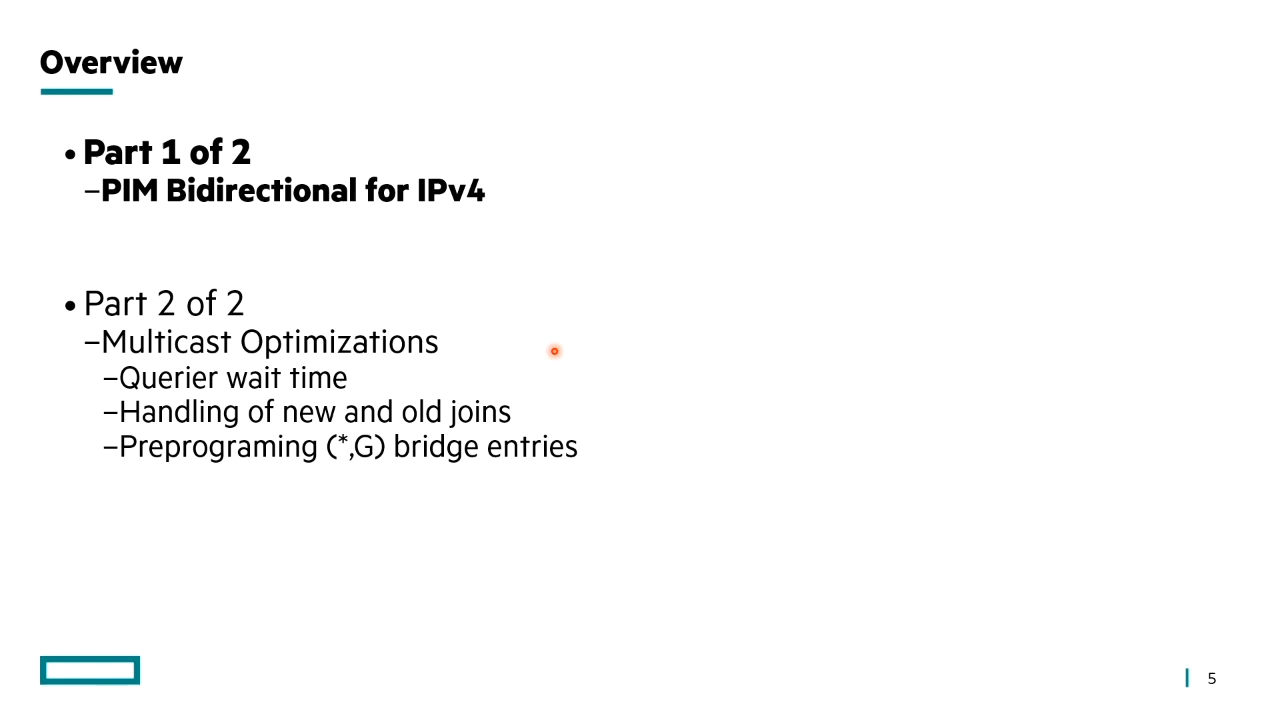 Overview
• Part 1 of 2
–PIM Bidirectional for IPv4
• Part 2 of 2
–Multicast Optimizations
–Querier wait time
–Handling of new and old joins
–Preprograming (*,G) bridge entries
5